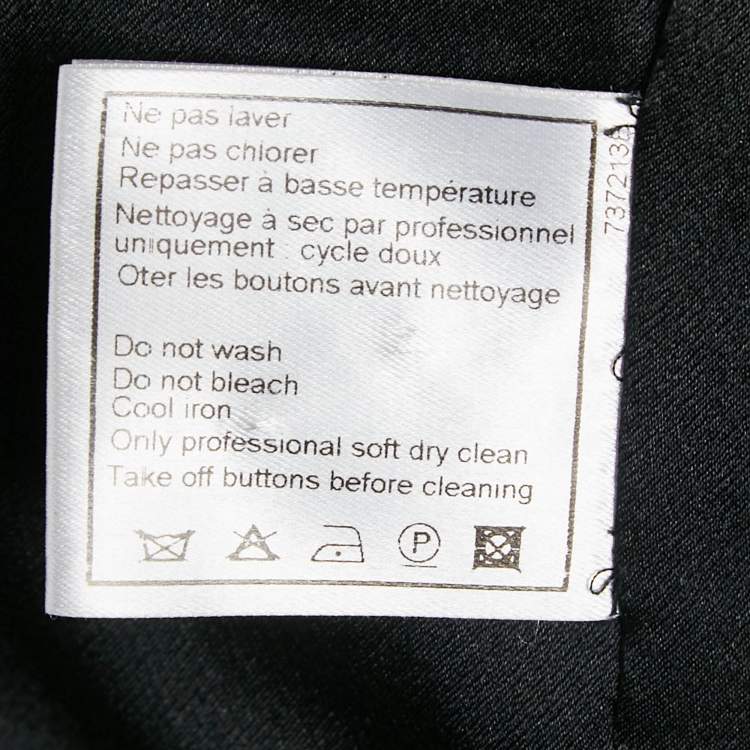 Ne pas laver
Ne pas chlorer
Repasser à basse température
Nettoyage à sec par professionnel
uniquement : cycle doux
Oter les boutons avant nettoyage
Do not wash
Do not bleach
Cool iron
Only professional soft dry clean
Take off buttons before cleaning
P